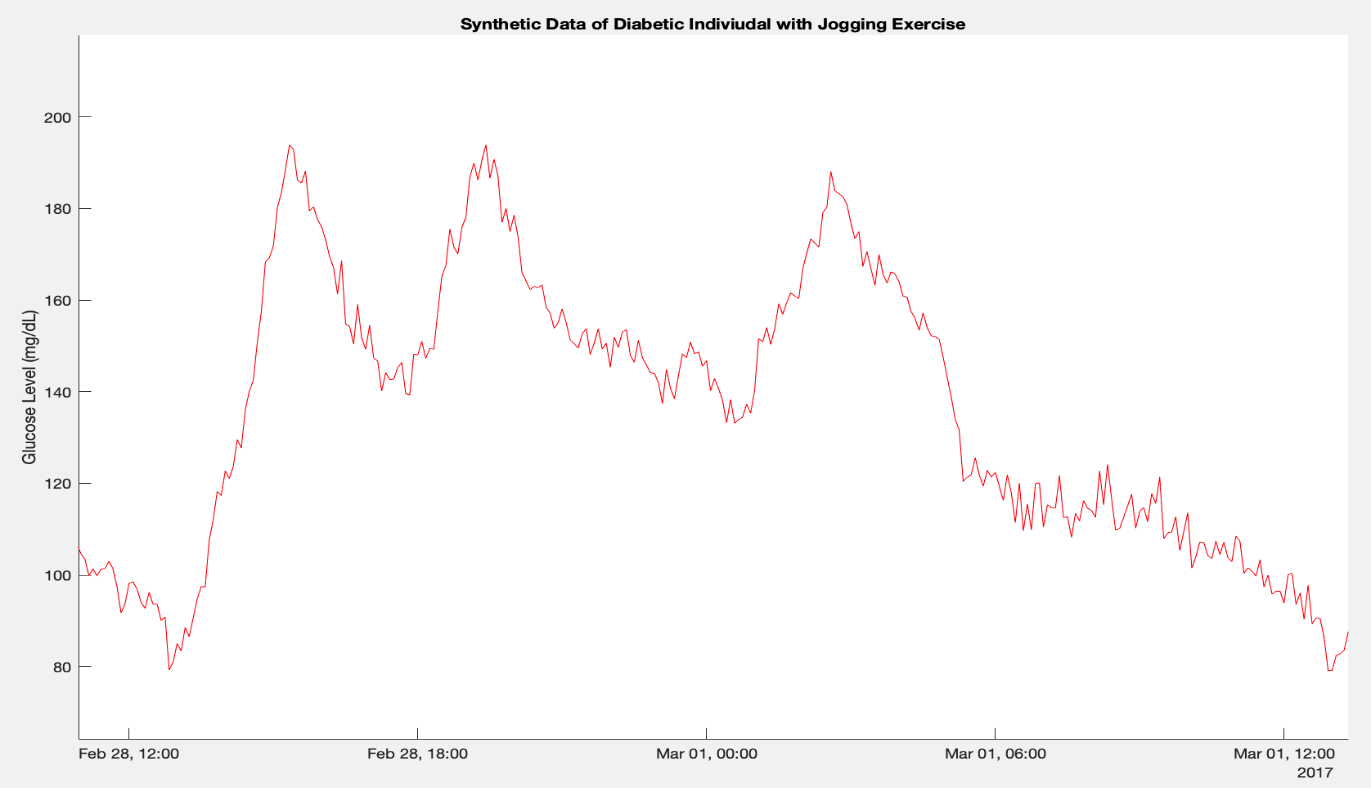 Synthetic Data of Diabetic Indiviudal with Jogging Exercise
Glucose Level (mg/dL)
200
180
160
140
120
100
80
Feb 28, 12:00
Feb 28, 18:00
Mar 01, 00:00
Mar 01, 06:00
Mar 01, 12:00
2017